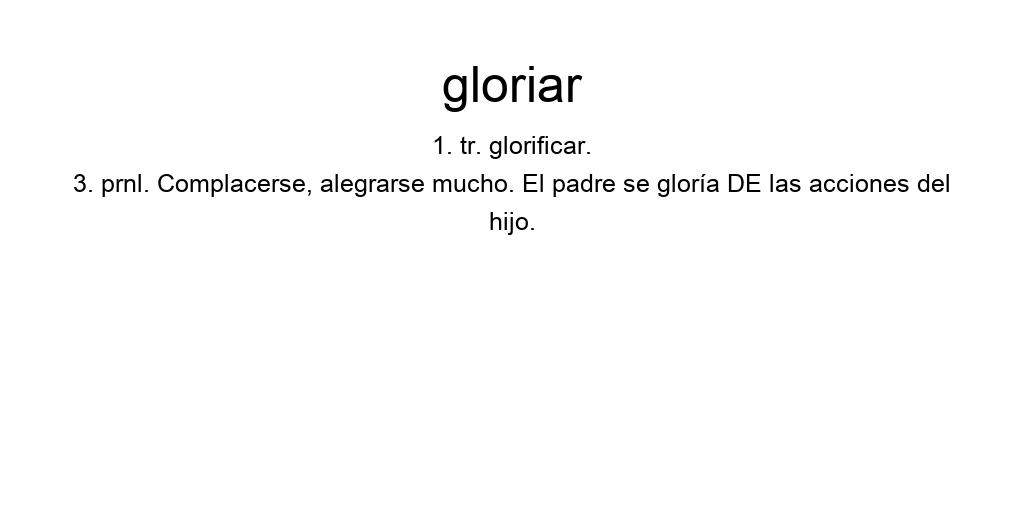 gloriar
1. tr. glorificar.
3. prnl. Complacerse, alegrarse mucho. El padre se gloría DE las acciones del
hijo.